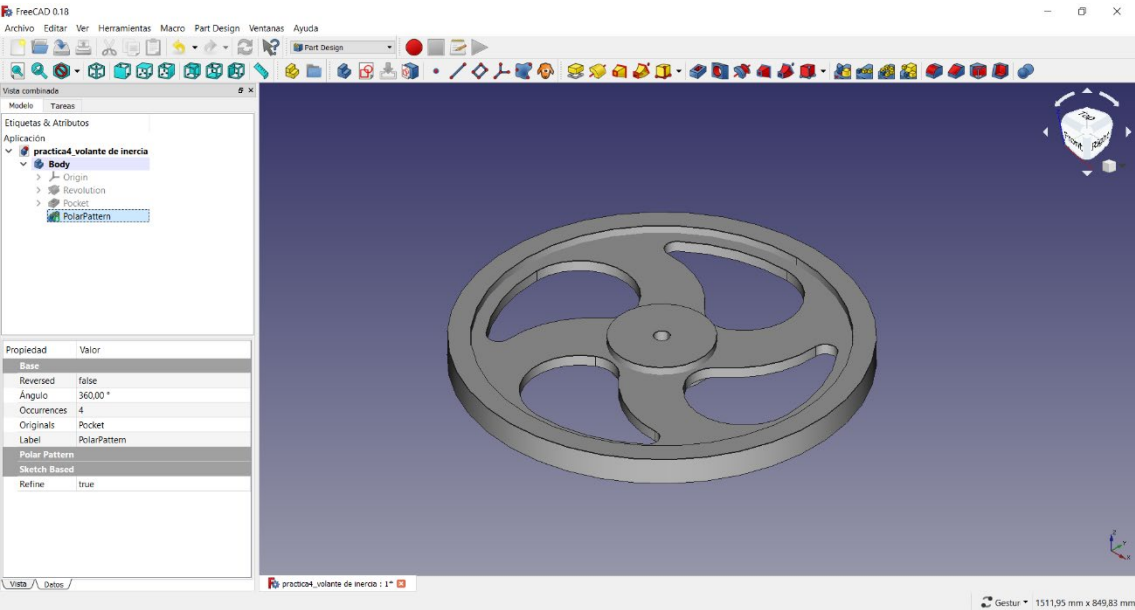 FreeCAD 0.18
Archivo Editar Ver Herramientas Macro Part Design Ventanas Ayuda
Part Design
Vista combinada
Modelo Tareas
Etiquetas & Atributos
Aplicación
practica4_volante de inercia
Body
Origin
Revolution
Pocket
PolarPattern
Propiedad Valor
Base
Reversed false
Ángulo 360,00 °
Occurrences 4
Originals Pocket
Label PolarPattern
Polar Pattern
Sketch Based
Refine true
Top
Front Right
Z
Y
X
Vista Datos
practica4_volante de inercia : 1*
Gestur 1511,95 mm x 849,83 mm